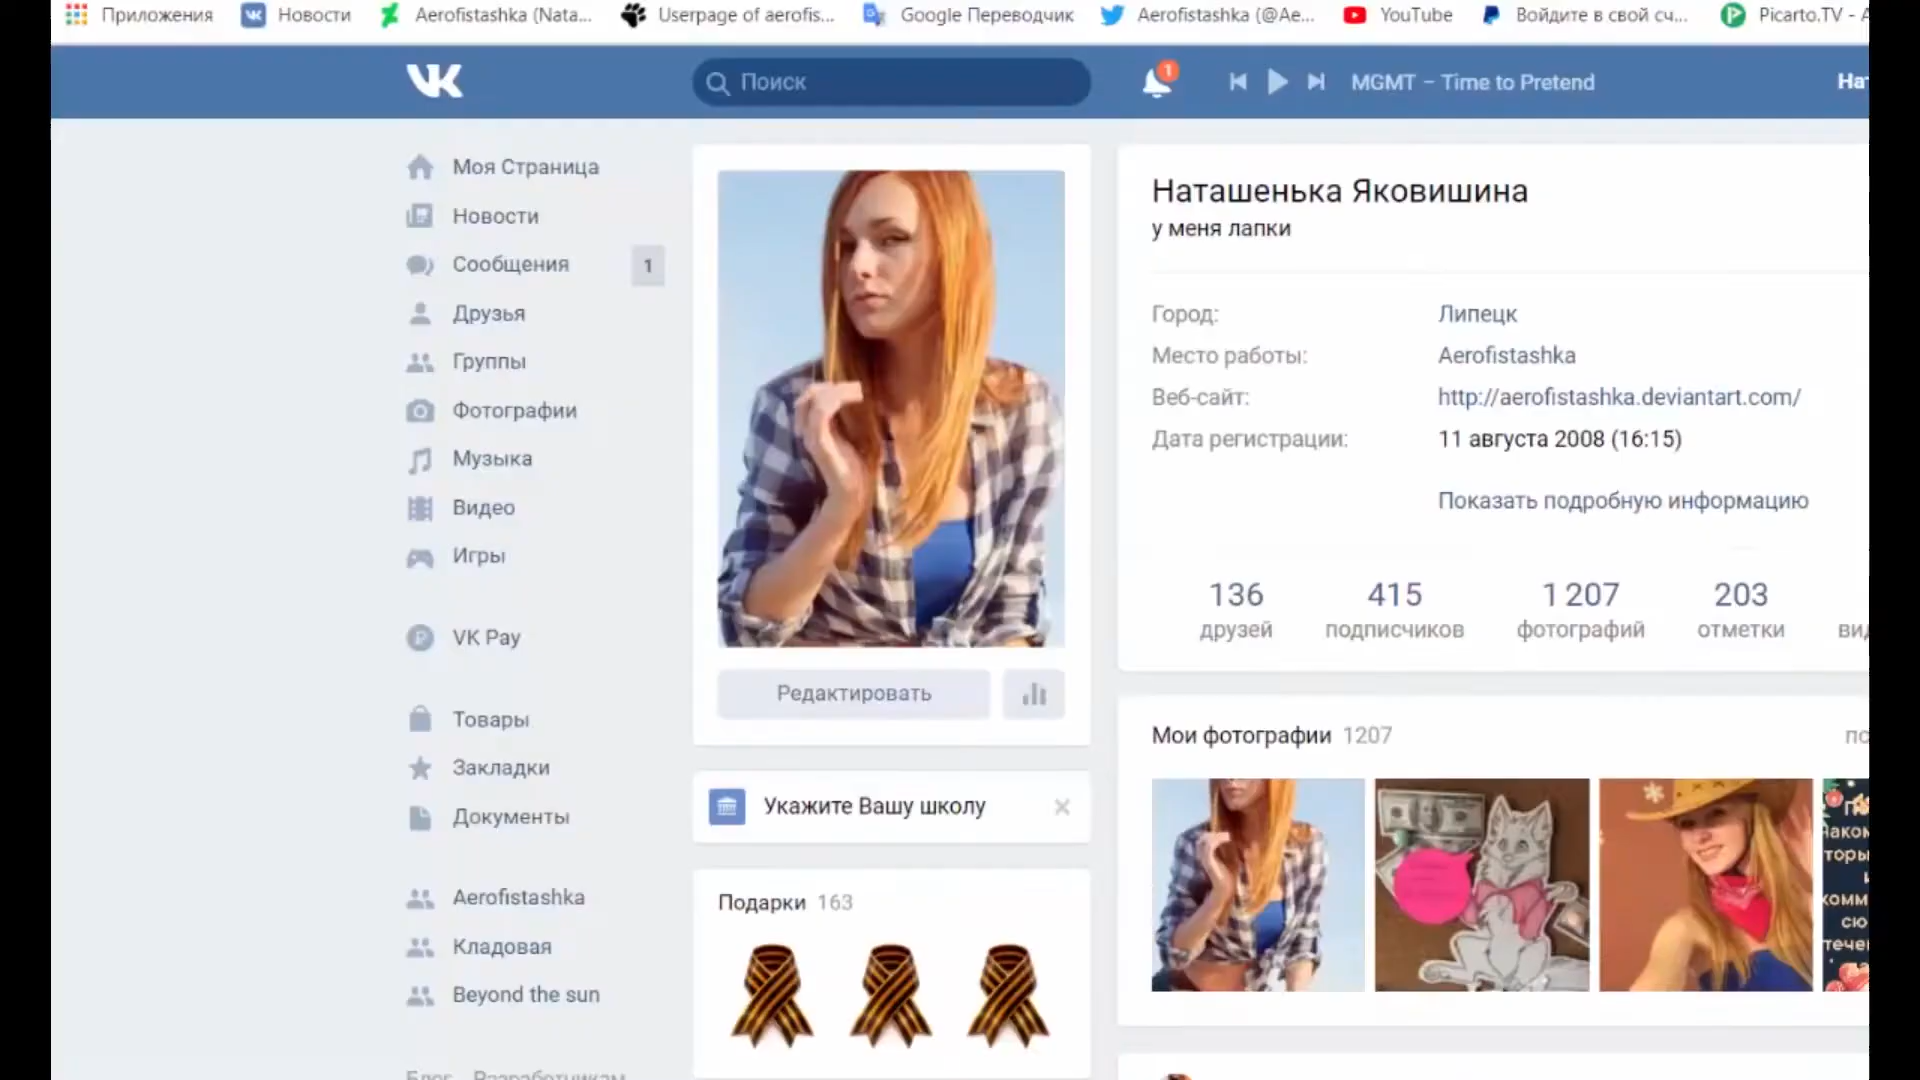 Приложения Новости Aerofistashka (Nata... Userpage of aerofis... Google Переводчик Aerofistashka (@Ae... YouTube Войдите в свой сч... Picarto.TV -
VK Поиск 1 MGMT – Time to Pretend
Моя Страница
Новости
Сообщения 1
Друзья
Группы
Фотографии
Музыка
Видео
Игры
VK Pay
Товары
Закладки
Документы
Aerofistashka
Кладовая
Beyond the sun
Редактировать
Укажите Вашу школу
Подарки 163
Наташенька Яковишина
у меня лапки
Город: Липецк
Место работы: Aerofistashka
Веб-сайт: http://aerofistashka.deviantart.com/
Дата регистрации: 11 августа 2008 (16:15)
Показать подробную информацию
136 415 1 207 203
друзей подписчиков фотографий отметки
Мои фотографии 1207